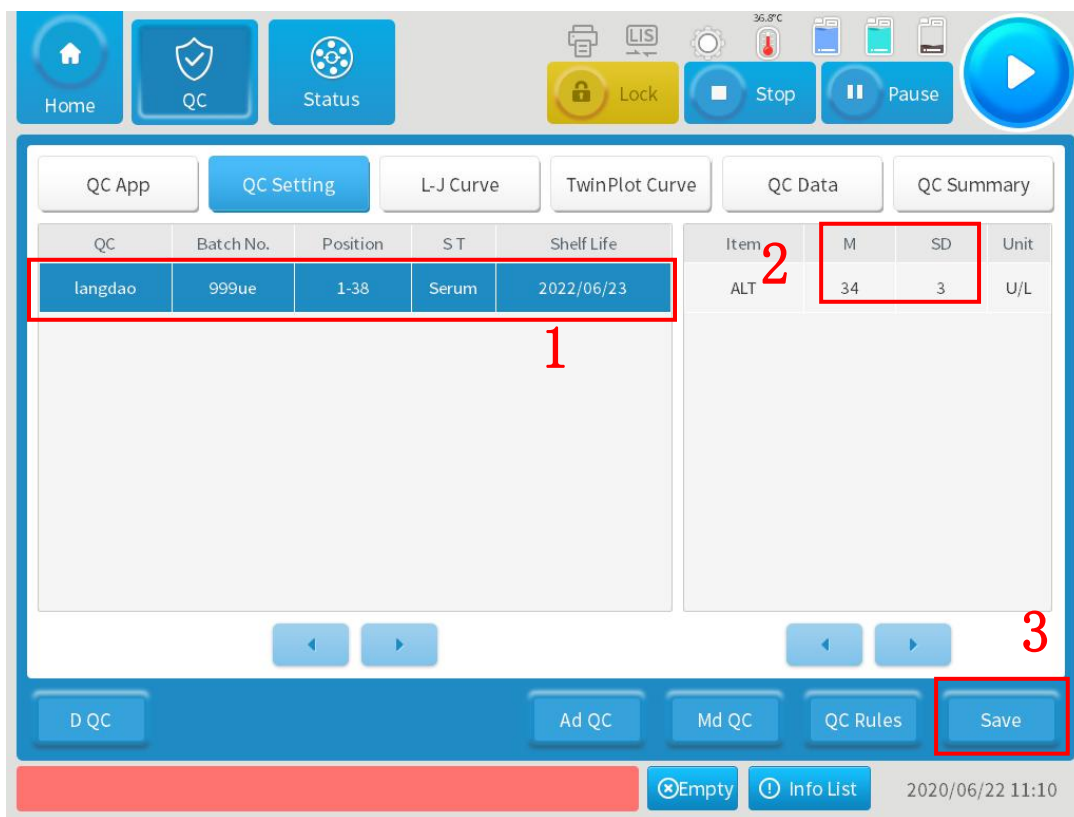 36.8°C
LIS
Home
QC
Status
Lock
Stop
Pause
QC App
QC Setting
L-J Curve
TwinPlot Curve
QC Data
QC Summary
QC Batch No. Position S T Shelf Life
Item M SD Unit
langdao 999ue 1-38 Serum 2022/06/23
ALT 34 3 U/L
1
2
3
D QC
Ad QC
Md QC
QC Rules
Save
Empty
Info List
2020/06/22 11:10